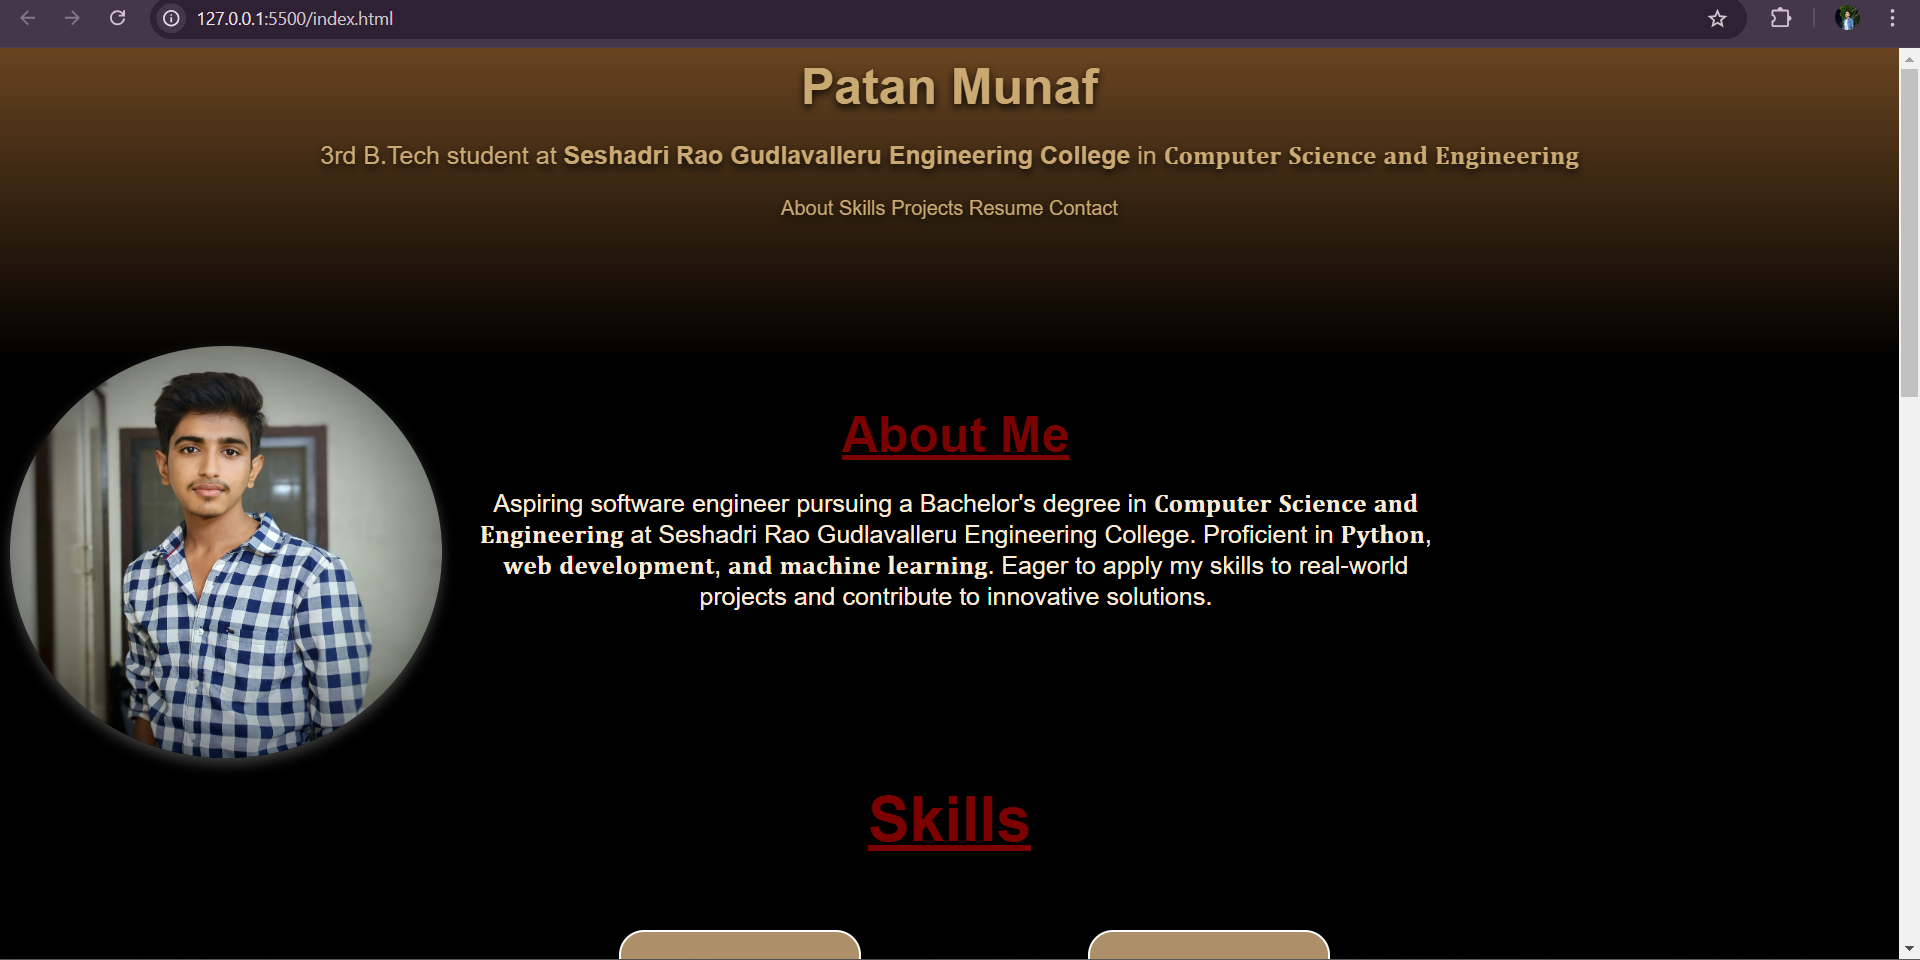 127.0.0.1:5500/index.html
Patan Munaf
3rd B.Tech student at Seshadri Rao Gudlavalleru Engineering College in Computer Science and Engineering
About Skills Projects Resume Contact
About Me
Aspiring software engineer pursuing a Bachelor's degree in Computer Science and
Engineering at Seshadri Rao Gudlavalleru Engineering College. Proficient in Python,
web development, and machine learning. Eager to apply my skills to real-world
projects and contribute to innovative solutions.
Skills